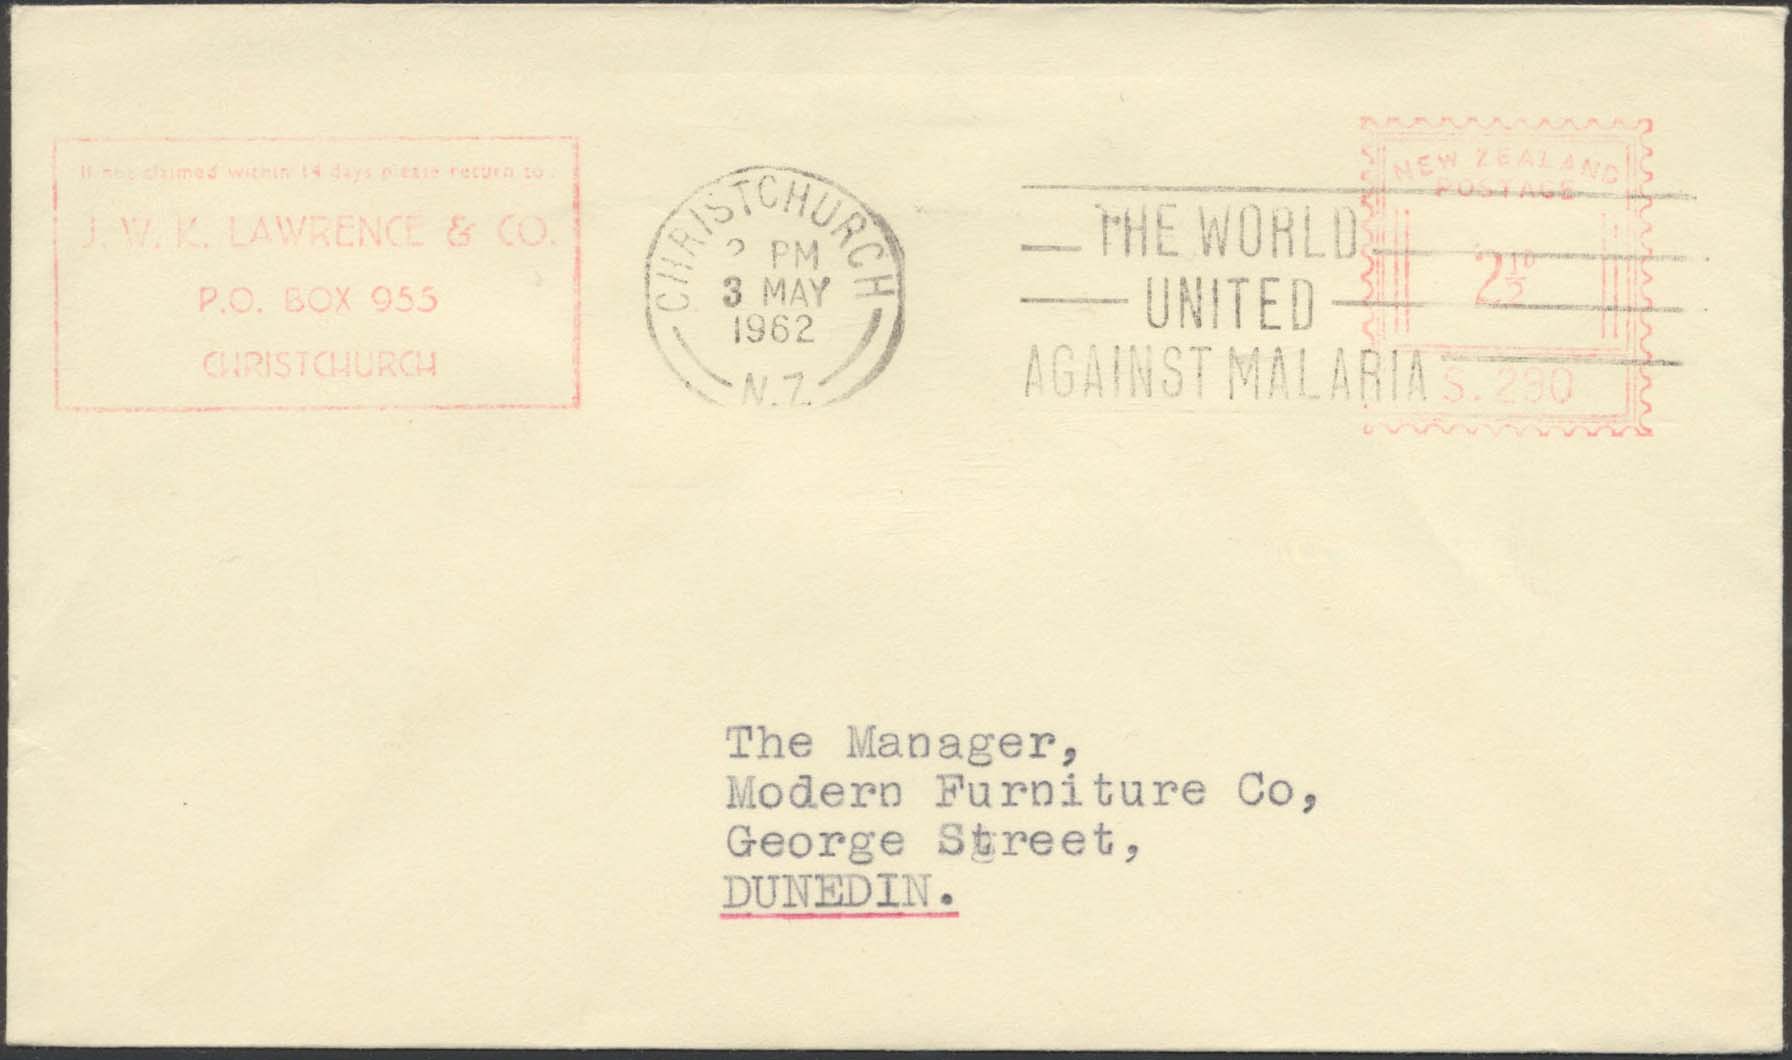 If not claimed within 14 days please return to
J. W. K. LAWRENCE & CO.
P.O. BOX 955
CHRISTCHURCH
CHRISTCHURCH
PM
3 MAY
1962
N.Z.
THE WORLD
UNITED
AGAINST MALARIA
NEW ZEALAND
POSTAGE
2½D
S. 290
The Manager,
Modern Furniture Co,
George Street,
DUNEDIN.